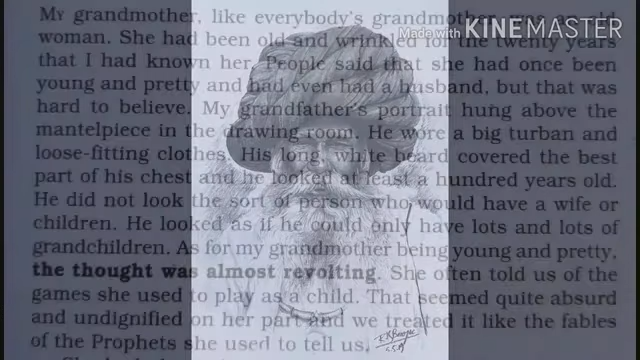 My grandmother, like everybody's grandmother, was an old
Made with KINEMASTER
woman. She had been old and wrinkled for the twenty years
that I had known her. People said that she had once been
young and pretty and had even had a husband, but that was
hard to believe. My grandfather's portrait hung above the
mantelpiece in the drawing room. He wore a big turban and
loose-fitting clothes. His long, white beard covered the best
part of his chest and he looked at least a hundred years old.
He did not look the sort of person who would have a wife or
children. He looked as if he could only have lots and lots of
grandchildren. As for my grandmother being young and pretty,
the thought was almost revolting. She often told us of the
games she used to play as a child. That seemed quite absurd
and undignified on her part and we treated it like the fables
of the Prophets she used to tell us.